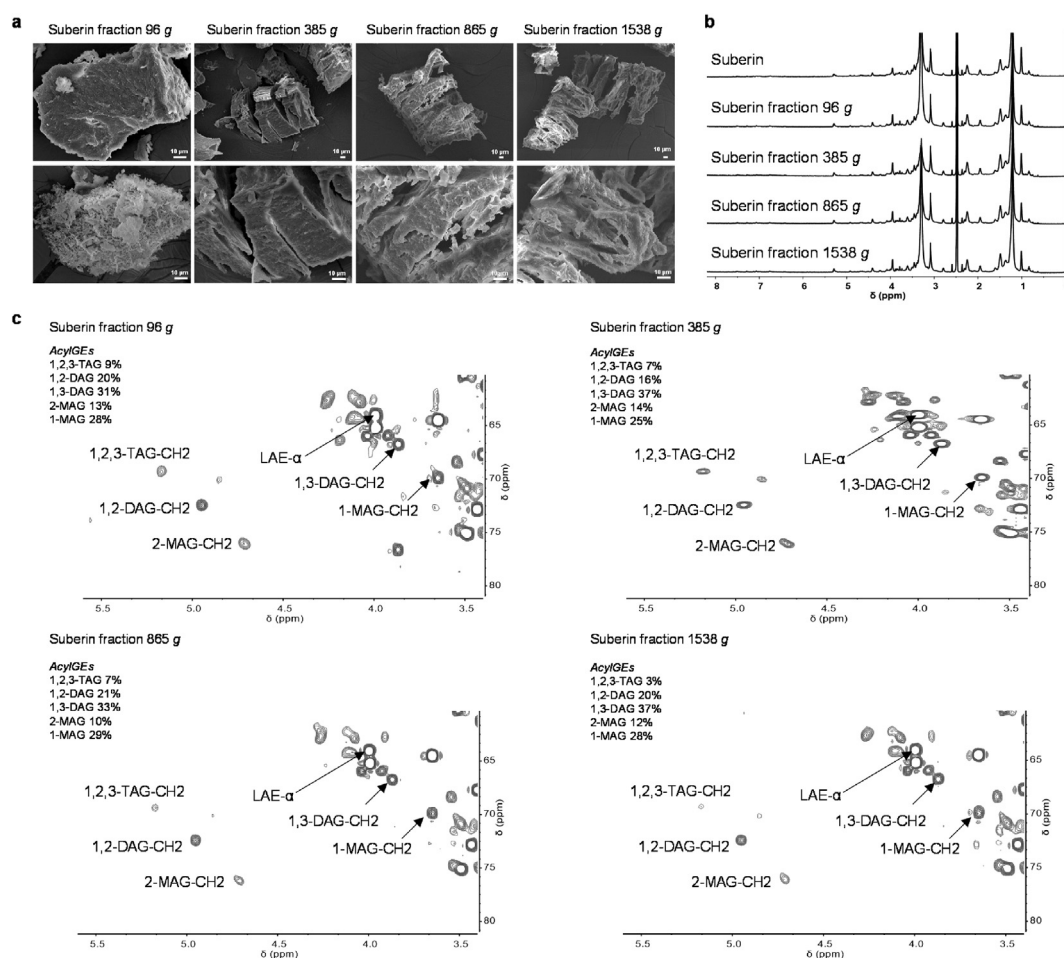 a
Suberin fraction 96 g
Suberin fraction 385 g
Suberin fraction 865 g
Suberin fraction 1538 g
10 µm
10 µm
10 µm
10 µm
10 µm
10 µm
10 µm
10 µm
b
Suberin
Suberin fraction 96 g
Suberin fraction 385 g
Suberin fraction 865 g
Suberin fraction 1538 g
8 7 6 5 4 3 2 1
δ (ppm)
c
Suberin fraction 96 g
AcylGEs
1,2,3-TAG 9%
1,2-DAG 20%
1,3-DAG 31%
2-MAG 13%
1-MAG 28%
LAE-α
1,2,3-TAG-CH2
1,3-DAG-CH2
1-MAG-CH2
1,2-DAG-CH2
2-MAG-CH2
65
70
75
80
δ (ppm)
5.5 5.0 4.5 4.0 3.5
δ (ppm)
Suberin fraction 385 g
AcylGEs
1,2,3-TAG 7%
1,2-DAG 16%
1,3-DAG 37%
2-MAG 14%
1-MAG 25%
LAE-α
1,2,3-TAG-CH2
1,3-DAG-CH2
1-MAG-CH2
1,2-DAG-CH2
2-MAG-CH2
65
70
75
80
δ (ppm)
5.5 5.0 4.5 4.0 3.5
δ (ppm)
Suberin fraction 865 g
AcylGEs
1,2,3-TAG 7%
1,2-DAG 21%
1,3-DAG 33%
2-MAG 10%
1-MAG 29%
LAE-α
1,2,3-TAG-CH2
1,3-DAG-CH2
1-MAG-CH2
1,2-DAG-CH2
2-MAG-CH2
65
70
75
80
δ (ppm)
5.5 5.0 4.5 4.0 3.5
δ (ppm)
Suberin fraction 1538 g
AcylGEs
1,2,3-TAG 3%
1,2-DAG 20%
1,3-DAG 37%
2-MAG 12%
1-MAG 28%
LAE-α
1,2,3-TAG-CH2
1,3-DAG-CH2
1-MAG-CH2
1,2-DAG-CH2
2-MAG-CH2
65
70
75
80
δ (ppm)
5.5 5.0 4.5 4.0 3.5
δ (ppm)